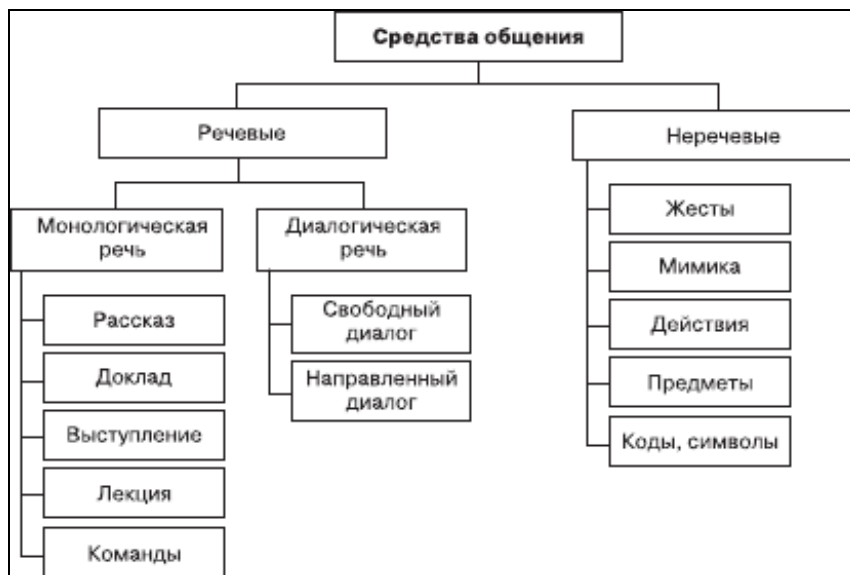 Средства общения
Речевые
Неречевые
Монологическая
речь
Диалогическая
речь
Рассказ
Доклад
Выступление
Лекция
Команды
Свободный
диалог
Направленный
диалог
Жесты
Мимика
Действия
Предметы
Коды, символы